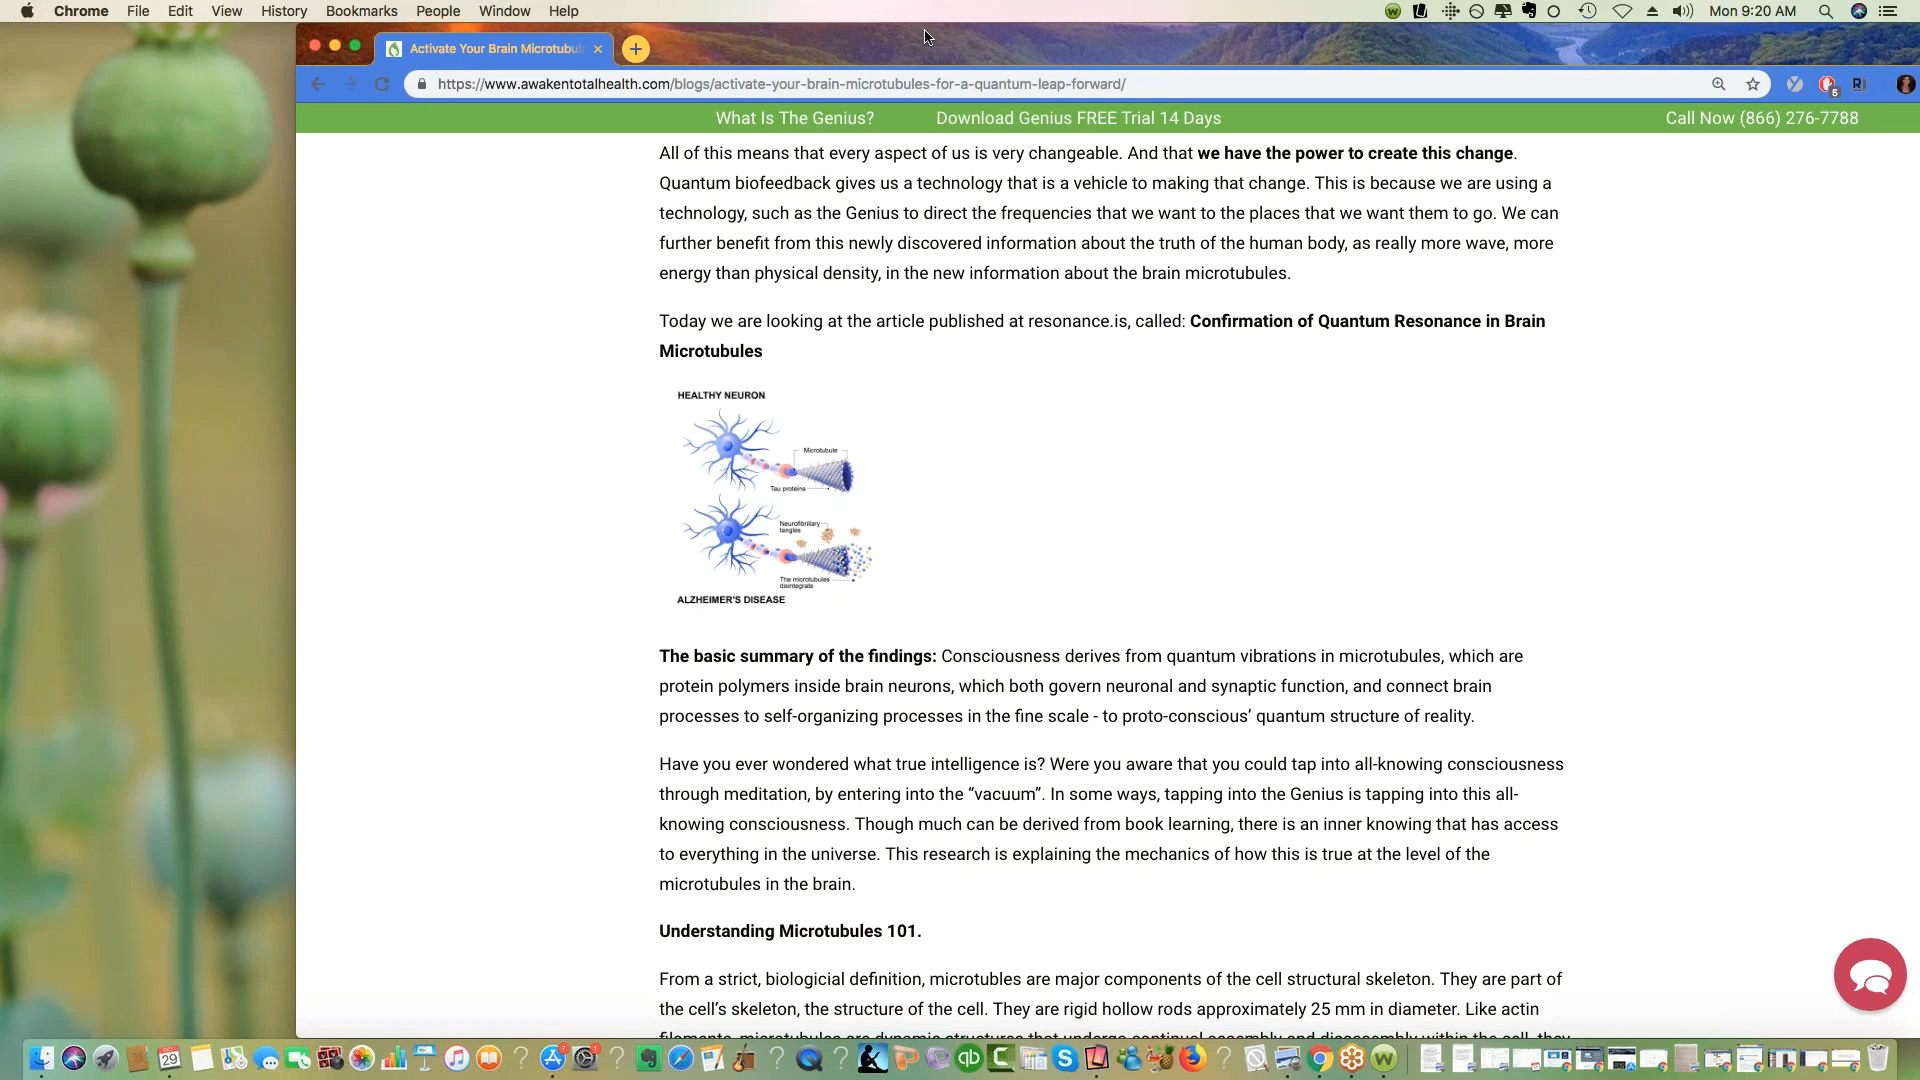 Chrome File Edit View History Bookmarks People Window Help
Mon 9:20 AM
Activate Your Brain Microtubul
https://www.awakentotalhealth.com/blogs/activate-your-brain-microtubules-for-a-quantum-leap-forward/
5
What Is The Genius? Download Genius FREE Trial 14 Days Call Now (866) 276-7788
All of this means that every aspect of us is very changeable. And that we have the power to create this change.
Quantum biofeedback gives us a technology that is a vehicle to making that change. This is because we are using a
technology, such as the Genius to direct the frequencies that we want to the places that we want them to go. We can
further benefit from this newly discovered information about the truth of the human body, as really more wave, more
energy than physical density, in the new information about the brain microtubules.
Today we are looking at the article published at resonance.is, called: Confirmation of Quantum Resonance in Brain
Microtubules
HEALTHY NEURON
Microtubule
Tau proteins
Neurofibrillary
tangles
The microtubules
disintegrate
ALZHEIMER'S DISEASE
The basic summary of the findings: Consciousness derives from quantum vibrations in microtubules, which are
protein polymers inside brain neurons, which both govern neuronal and synaptic function, and connect brain
processes to self-organizing processes in the fine scale - to proto-conscious’ quantum structure of reality.
Have you ever wondered what true intelligence is? Were you aware that you could tap into all-knowing consciousness
through meditation, by entering into the “vacuum”. In some ways, tapping into the Genius is tapping into this all-
knowing consciousness. Though much can be derived from book learning, there is an inner knowing that has access
to everything in the universe. This research is explaining the mechanics of how this is true at the level of the
microtubules in the brain.
Understanding Microtubules 101.
From a strict, biologicial definition, microtubles are major components of the cell structural skeleton. They are part of
the cell’s skeleton, the structure of the cell. They are rigid hollow rods approximately 25 mm in diameter. Like actin
filaments, microtubules are dynamic structures that undergo continual assembly and disassembly within the cell, they
29